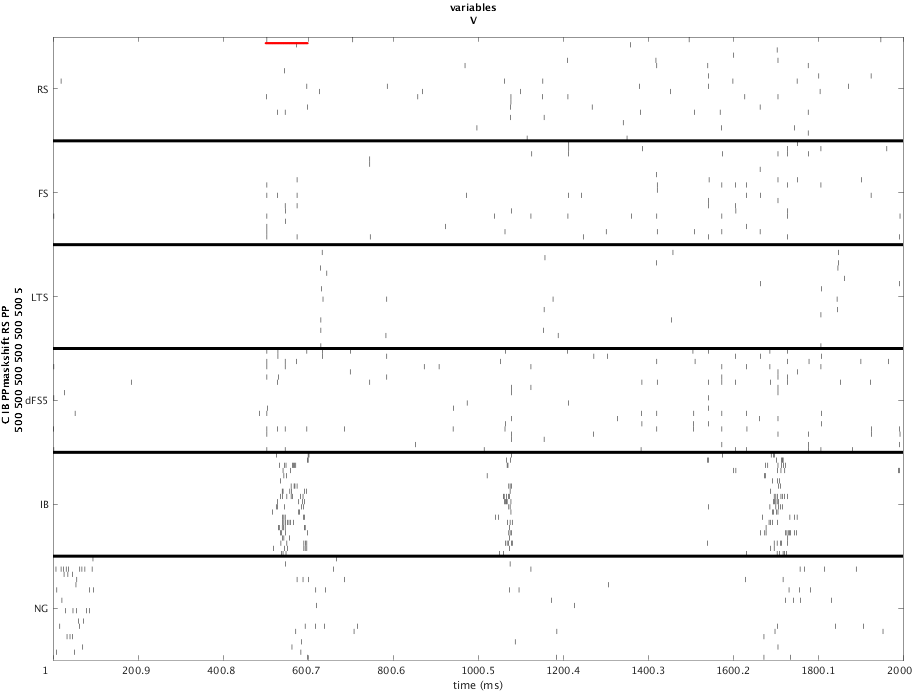 variables
V
RS
FS
LTS
dFS5
IB
NG
C IB PPmaskshift RS PP
500 500 500 500 500 500 5
1
200.9
400.8
600.7
800.6
1000.5
1200.4
1400.3
1600.2
1800.1
2000
time (ms)